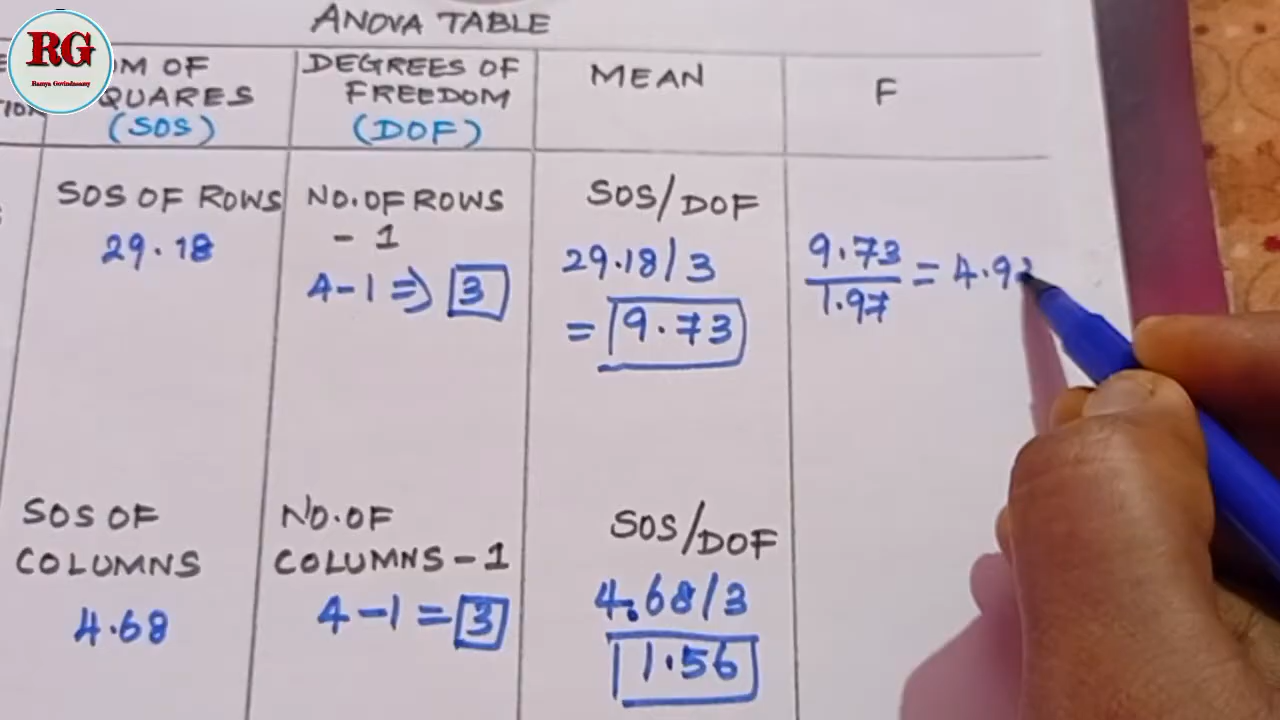 RG
Ramya Govindasamy
ANOVA TABLE
OM OF
QUARES
(SOS)
DEGREES OF
FREEDOM
(DOF)
MEAN
F
SOS OF ROWS
29.18
NO. OF ROWS
- 1
4-1 ⇒ 3
SOS/DOF
29.18/3
= 9.73
9.73
1.97
= 4.9
SOS OF
COLUMNS
4.68
NO. OF
COLUMNS - 1
4-1 = 3
SOS/DOF
4.68/3
1.56